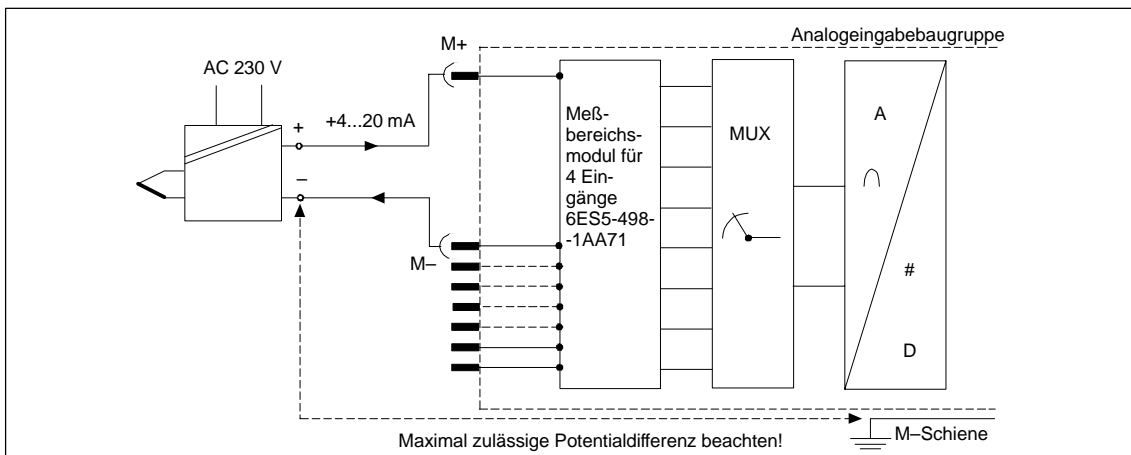 Analogeingabebaugruppe
M+
AC 230 V
+4...20 mA
+
–
M–
Meß-
bereichs-
modul für
4 Ein-
gänge
6ES5-498-
-1AA71
MUX
A
#
D
M–Schiene
Maximal zulässige Potentialdifferenz beachten!